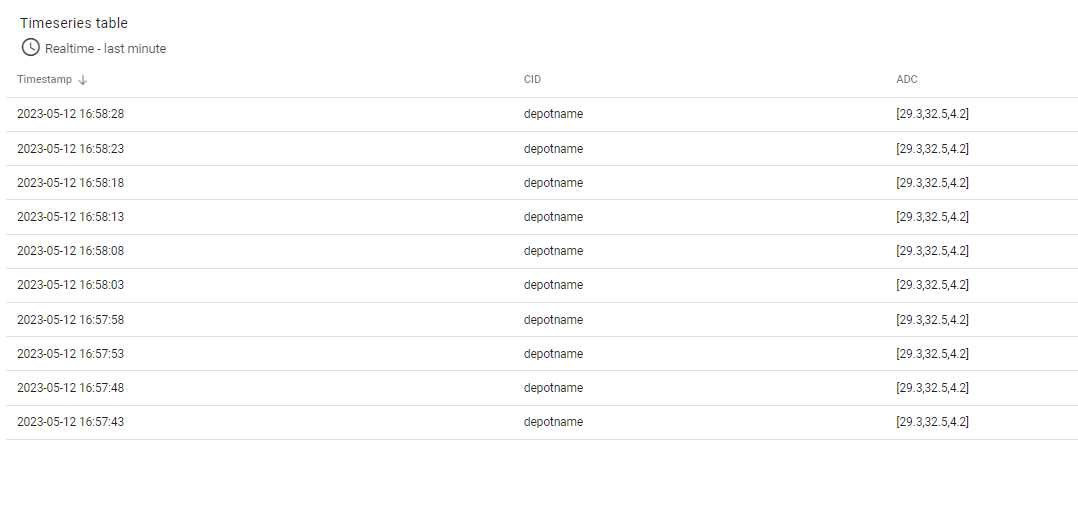 Timeseries table
Realtime - last minute
Timestamp CID ADC
2023-05-12 16:58:28 depotname [29.3,32.5,4.2]
2023-05-12 16:58:23 depotname [29.3,32.5,4.2]
2023-05-12 16:58:18 depotname [29.3,32.5,4.2]
2023-05-12 16:58:13 depotname [29.3,32.5,4.2]
2023-05-12 16:58:08 depotname [29.3,32.5,4.2]
2023-05-12 16:58:03 depotname [29.3,32.5,4.2]
2023-05-12 16:57:58 depotname [29.3,32.5,4.2]
2023-05-12 16:57:53 depotname [29.3,32.5,4.2]
2023-05-12 16:57:48 depotname [29.3,32.5,4.2]
2023-05-12 16:57:43 depotname [29.3,32.5,4.2]